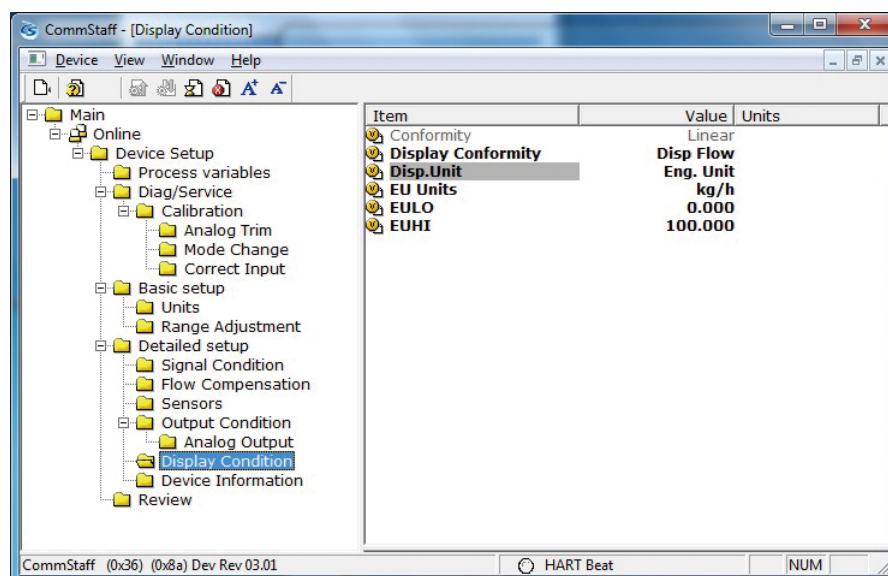 CommStaff - [Display Condition]
Device View Window Help
Main
Online
Device Setup
Process variables
Diag/Service
Calibration
Analog Trim
Mode Change
Correct Input
Basic setup
Units
Range Adjustment
Detailed setup
Signal Condition
Flow Compensation
Sensors
Output Condition
Analog Output
Display Condition
Device Information
Review
Item Value Units
Conformity Linear
Display Conformity Disp Flow
Disp.Unit Eng. Unit
EU Units kg/h
EULO 0.000
EUHI 100.000
CommStaff (0x36) (0x8a) Dev Rev 03.01 HART Beat NUM